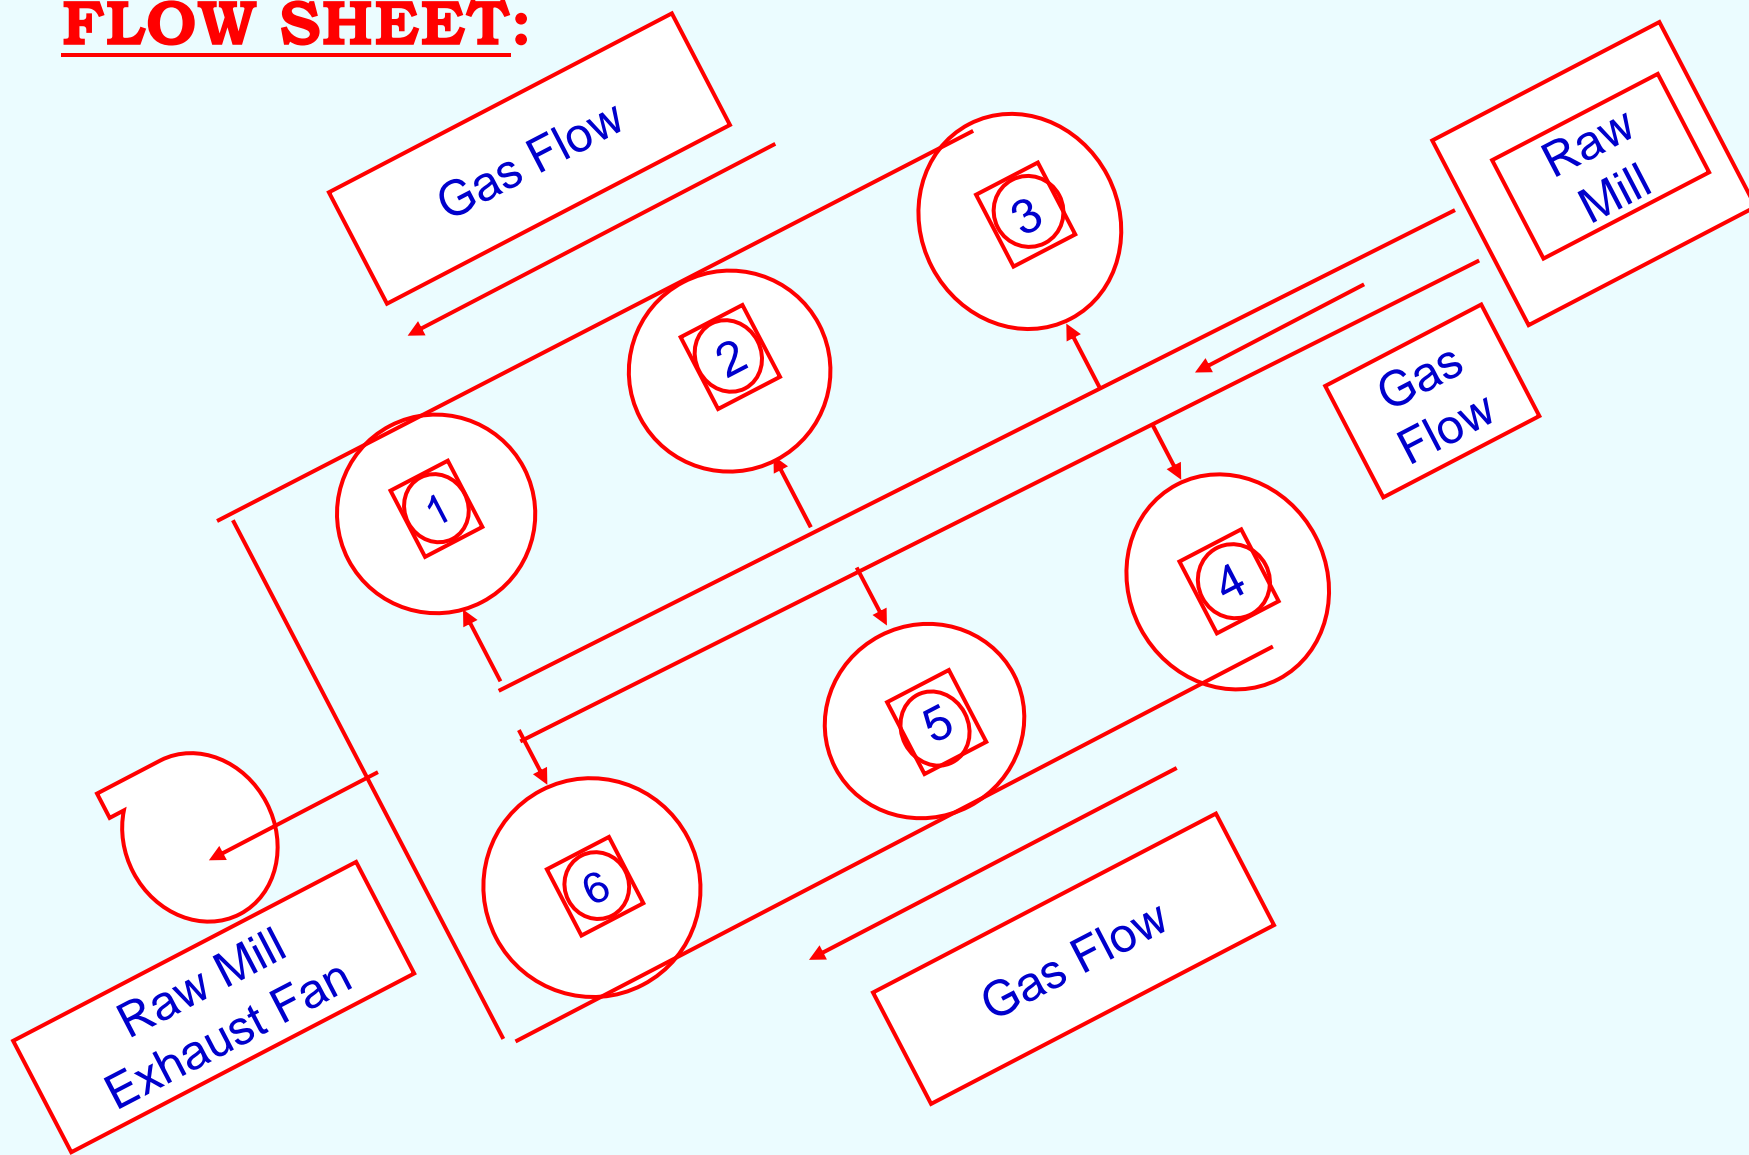 FLOW SHEET:
Gas Flow
Raw
Mill
3
2
Gas
Flow
1
4
5
6
Gas Flow
Raw Mill
Exhaust Fan